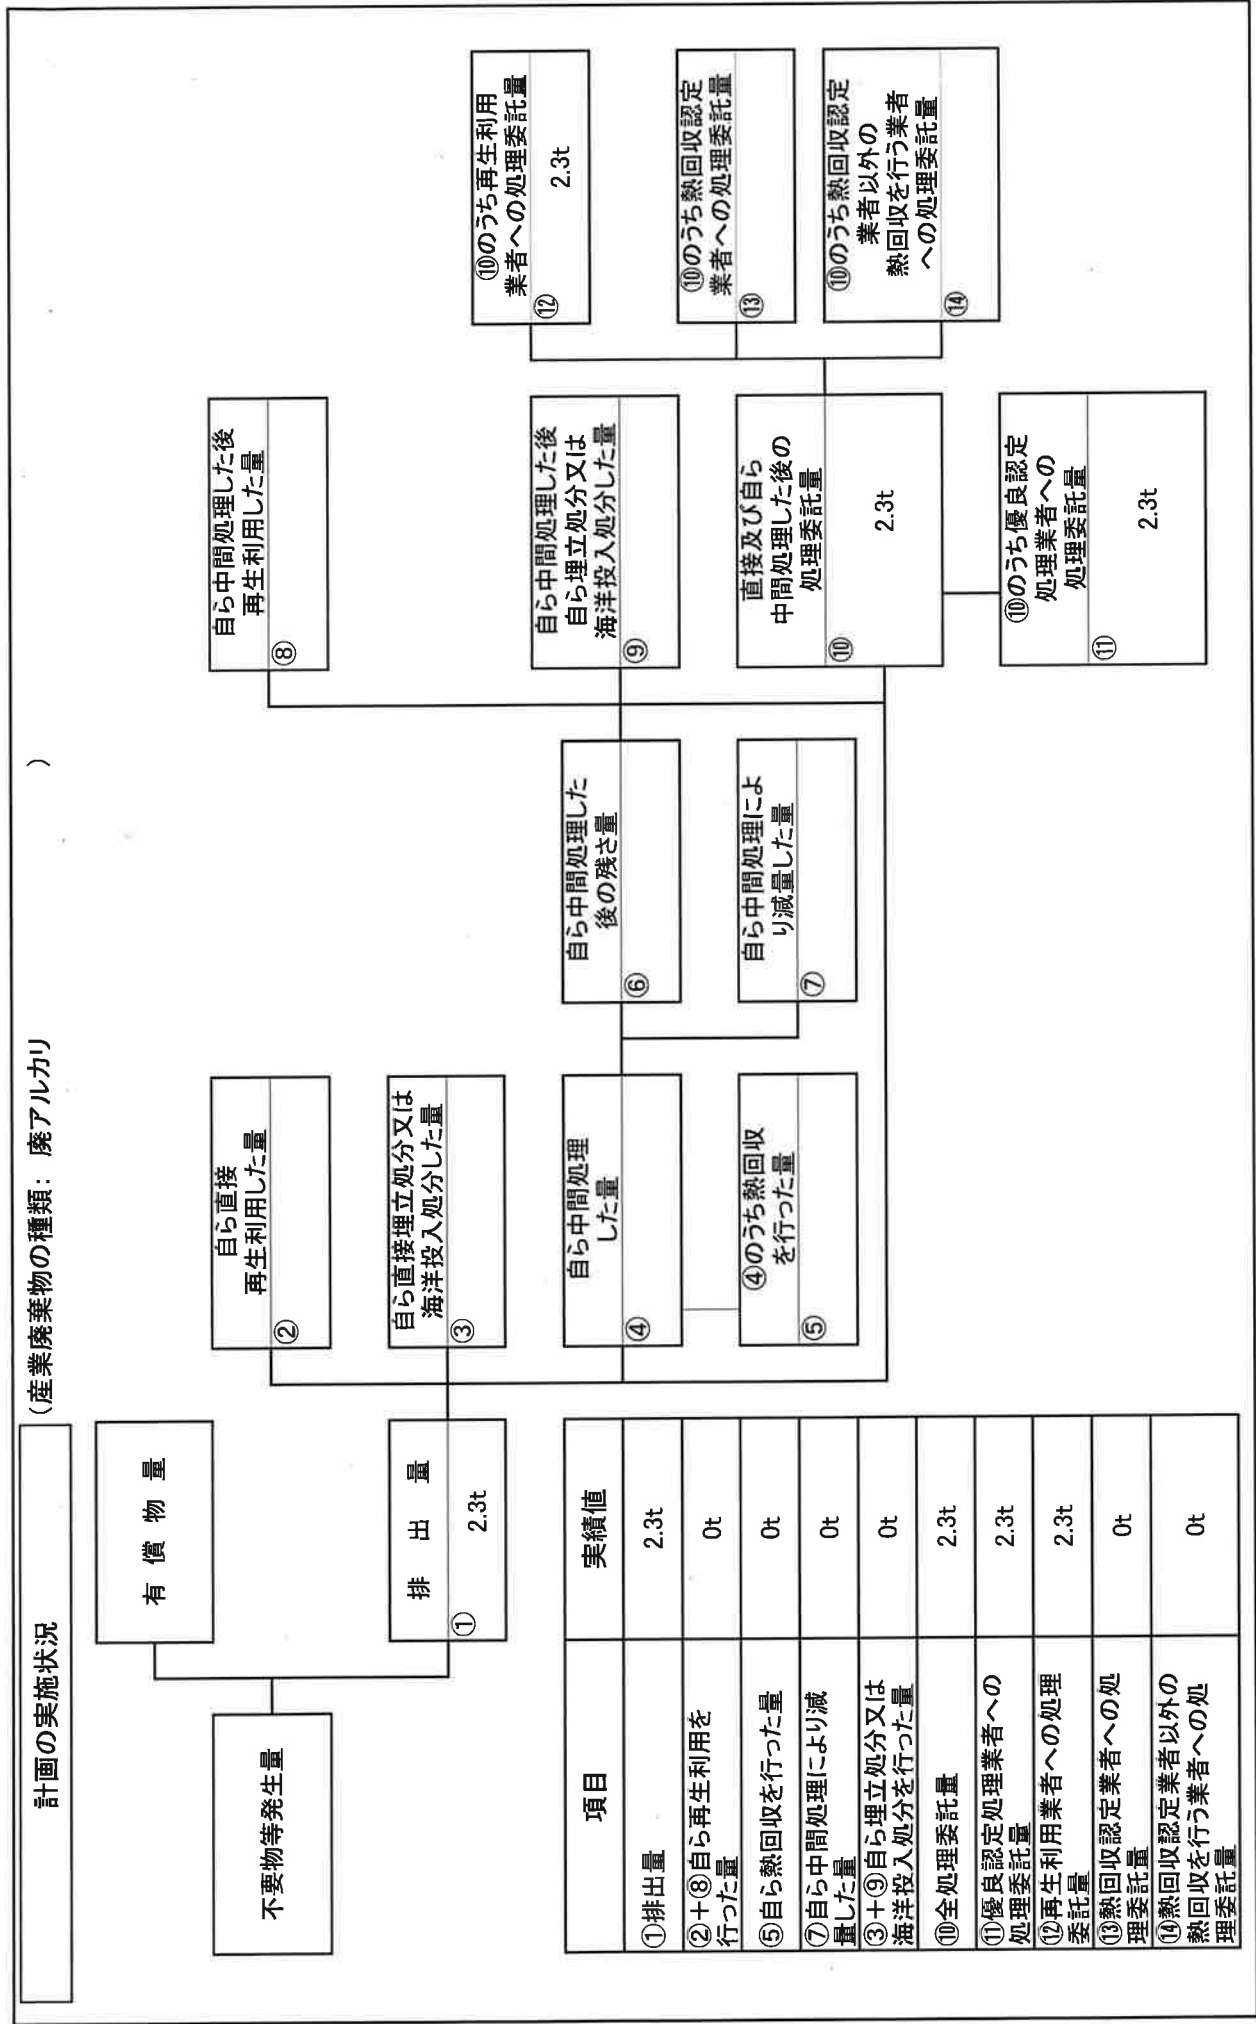 計画の実施状況
(産業廃棄物の種類: 廃アルカリ )
不要物等発生量
有償物量
排出量
① 2.3t
自ら直接
再生利用した量
②
自ら直接埋立処分又は
海洋投入処分した量
③
自ら中間処理
した量
④
④のうち熱回収
を行った量
⑤
自ら中間処理した
後の残さ量
⑥
自ら中間処理によ
り減量した量
⑦
自ら中間処理した後
再生利用した量
⑧
自ら中間処理した後
自ら埋立処分又は
海洋投入処分した量
⑨
直接及び自ら
中間処理した後の
処理委託量
⑩ 2.3t
⑩のうち優良認定
処理業者への
処理委託量
⑪ 2.3t
⑩のうち再生利用
業者への処理委託量
⑫ 2.3t
⑩のうち熱回収認定
業者への処理委託量
⑬
⑩のうち熱回収認定
業者以外の
熱回収を行う業者
への処理委託量
⑭
項目 実績値
①排出量 2.3t
②+⑧自ら再生利用を
行った量 0t
⑤自ら熱回収を行った量 0t
⑦自ら中間処理により減
量した量 0t
③+⑨自ら埋立処分又は
海洋投入処分を行った量 0t
⑩全処理委託量 2.3t
⑪優良認定処理業者への
処理委託量 2.3t
⑫再生利用業者への処理
委託量 2.3t
⑬熱回収認定業者への処
理委託量 0t
⑭熱回収認定業者以外の
熱回収を行う業者への処
理委託量 0t